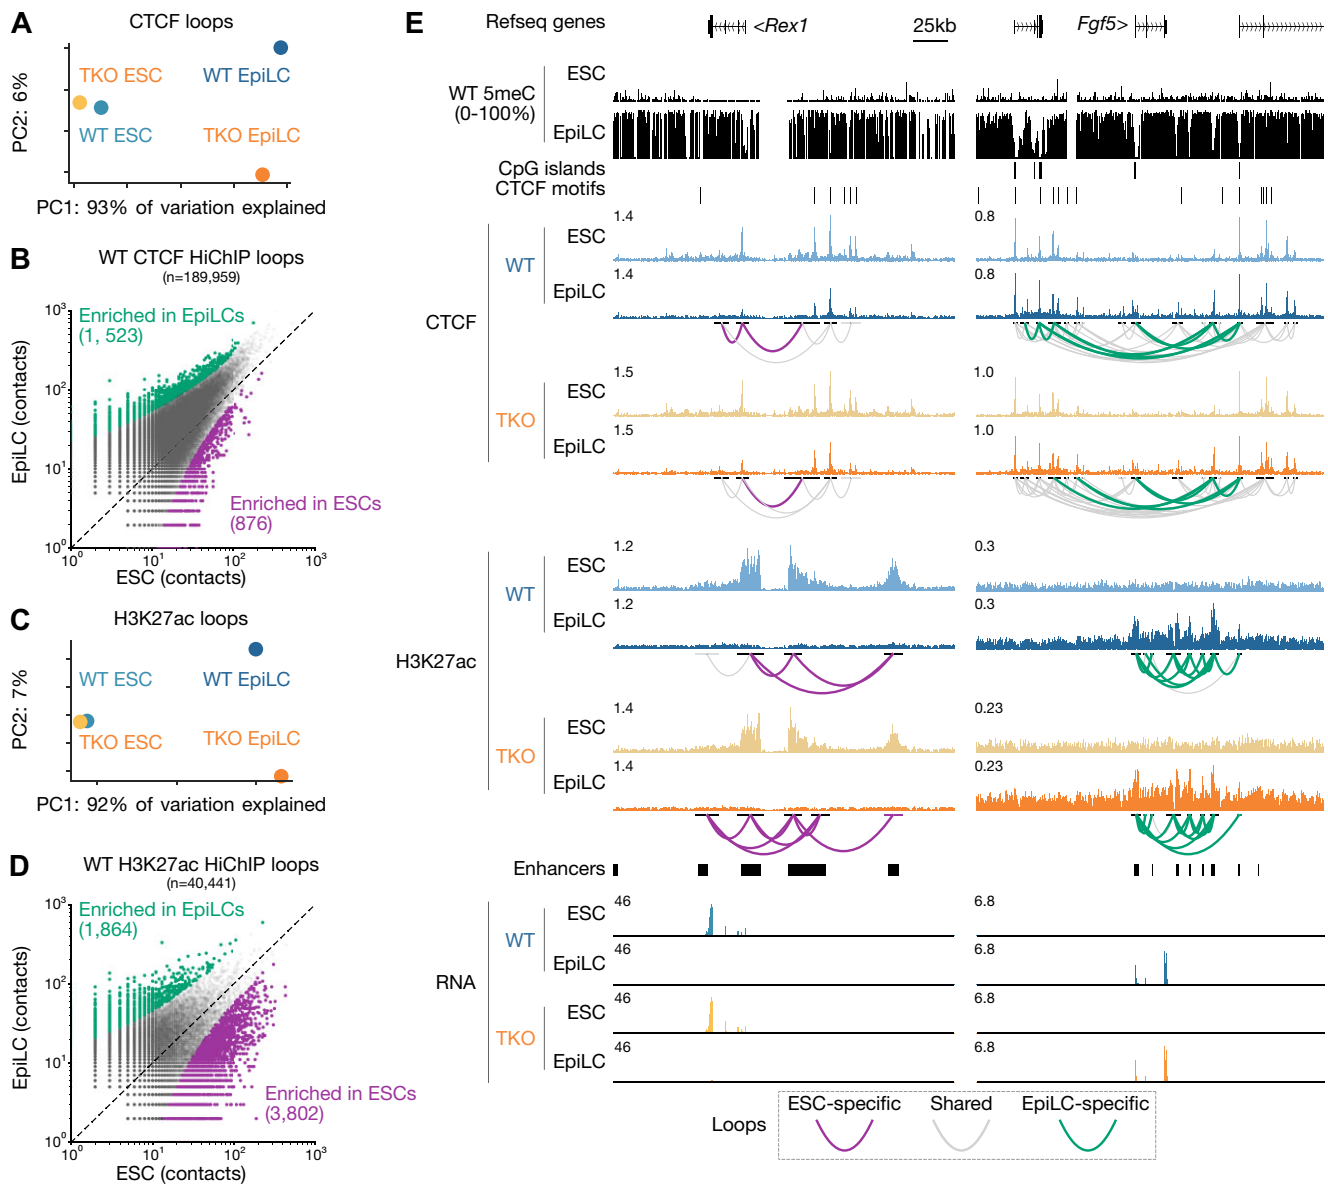 A
CTCF loops
PC2: 6%
TKO ESC
WT EpiLC
WT ESC
TKO EpiLC
PC1: 93% of variation explained
B
WT CTCF HiChIP loops
(n=189,959)
EpiLC (contacts)
10³
10²
10¹
10⁰
Enriched in EpiLCs
(1, 523)
Enriched in ESCs
(876)
10⁰ 10¹ 10² 10³
ESC (contacts)
C
H3K27ac loops
PC2: 7%
WT ESC
WT EpiLC
TKO ESC
TKO EpiLC
PC1: 92% of variation explained
D
WT H3K27ac HiChIP loops
(n=40,441)
EpiLC (contacts)
10³
10²
10¹
10⁰
Enriched in EpiLCs
(1,864)
Enriched in ESCs
(3,802)
10⁰ 10¹ 10² 10³
ESC (contacts)
E
Refseq genes
<Rex1
25kb
Fgf5>
WT 5meC
(0-100%)
ESC
EpiLC
CpG islands
CTCF motifs
CTCF
WT
ESC
1.4
0.8
EpiLC
1.4
0.8
TKO
ESC
1.5
1.0
EpiLC
1.5
1.0
H3K27ac
WT
ESC
1.2
0.3
EpiLC
1.2
0.3
TKO
ESC
1.4
0.23
EpiLC
1.4
0.23
Enhancers
RNA
WT
ESC
46
6.8
EpiLC
46
6.8
TKO
ESC
46
6.8
EpiLC
46
6.8
Loops
ESC-specific
Shared
EpiLC-specific